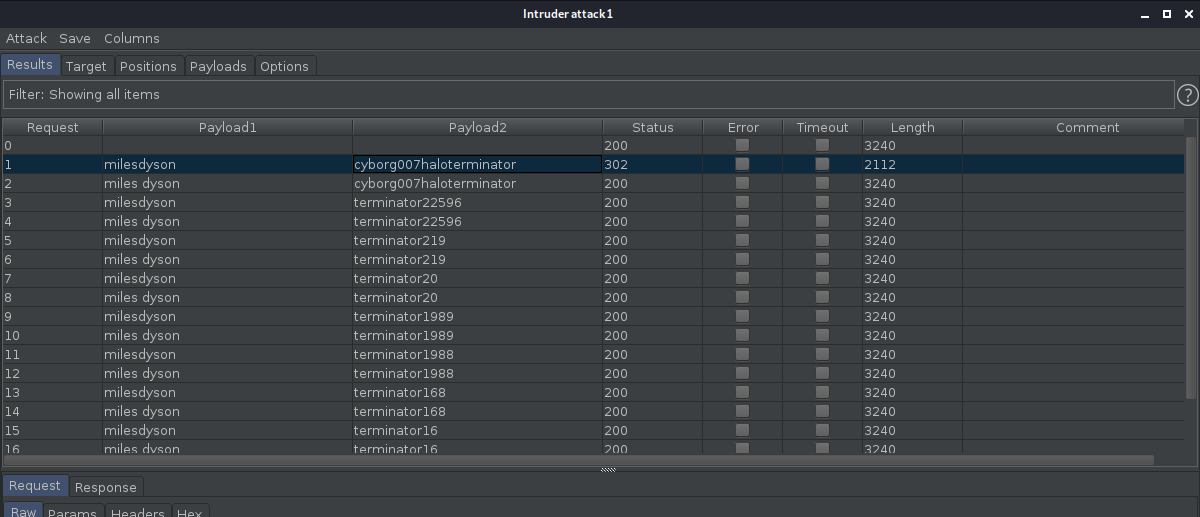 Intruder attack1
Attack Save Columns
Results Target Positions Payloads Options
Filter: Showing all items ?
Request Payload1 Payload2 Status Error Timeout Length Comment
0 200 3240
1 milesdyson cyborg007haloterminator 302 2112
2 miles dyson cyborg007haloterminator 200 3240
3 milesdyson terminator22596 200 3240
4 miles dyson terminator22596 200 3240
5 milesdyson terminator219 200 3240
6 miles dyson terminator219 200 3240
7 milesdyson terminator20 200 3240
8 miles dyson terminator20 200 3240
9 milesdyson terminator1989 200 3240
10 miles dyson terminator1989 200 3240
11 milesdyson terminator1988 200 3240
12 miles dyson terminator1988 200 3240
13 milesdyson terminator168 200 3240
14 miles dyson terminator168 200 3240
15 milesdyson terminator16 200 3240
16 miles dyson terminator16 200 3240
Request Response
Raw Params Headers Hex